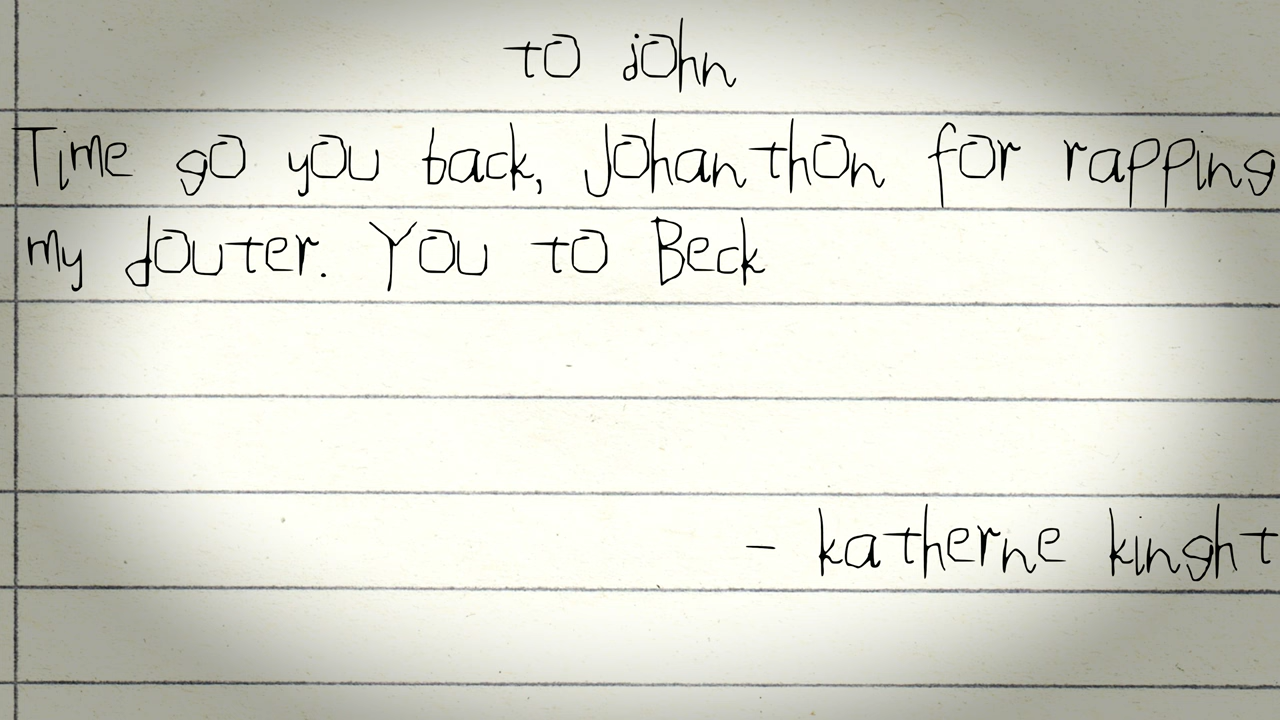 to john
Time go you back, Johanthon for rapping
my douter. You to Beck
- katherne kinght